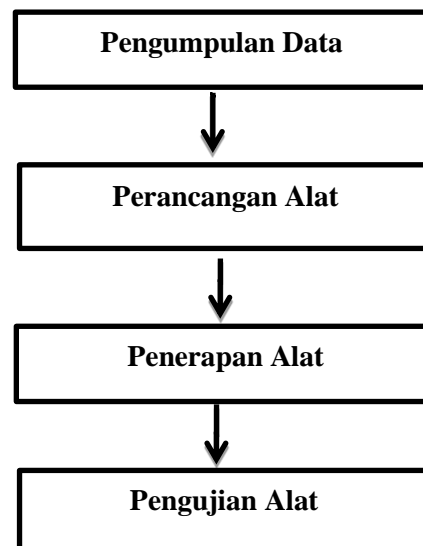 Pengumpulan Data
Perancangan Alat
Penerapan Alat
Pengujian Alat